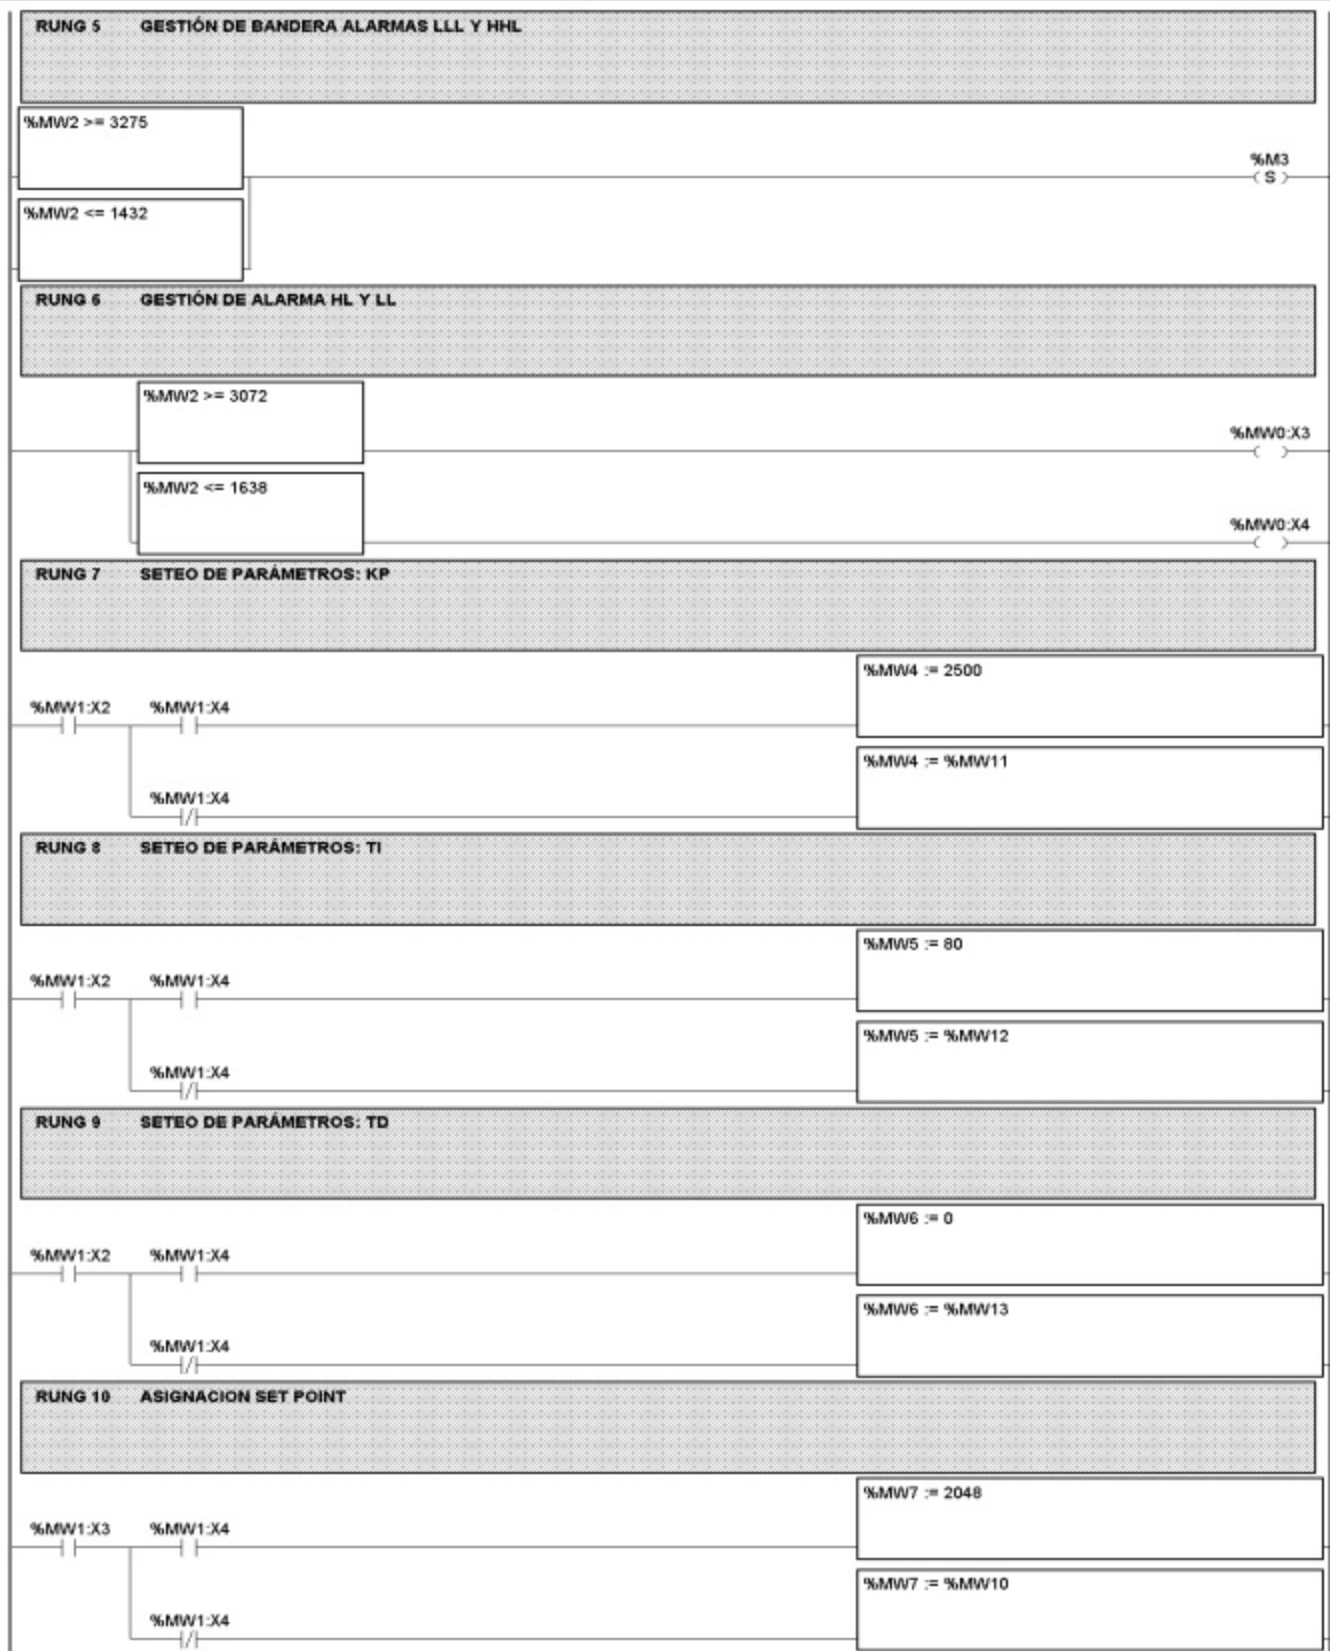 RUNG 5 GESTIÓN DE BANDERA ALARMAS LLL Y HHL
%MW2 >= 3275
%M3
S
%MW2 <= 1432
RUNG 6 GESTIÓN DE ALARMA HL Y LL
%MW2 >= 3072
%MW0:X3
%MW2 <= 1638
%MW0:X4
RUNG 7 SETEO DE PARÁMETROS: KP
%MW4 := 2500
%MW1:X2 %MW1:X4
%MW4 := %MW11
%MW1:X4
RUNG 8 SETEO DE PARÁMETROS: TI
%MW5 := 80
%MW1:X2 %MW1:X4
%MW5 := %MW12
%MW1:X4
RUNG 9 SETEO DE PARÁMETROS: TD
%MW6 := 0
%MW1:X2 %MW1:X4
%MW6 := %MW13
%MW1:X4
RUNG 10 ASIGNACION SET POINT
%MW7 := 2048
%MW1:X3 %MW1:X4
%MW7 := %MW10
%MW1:X4